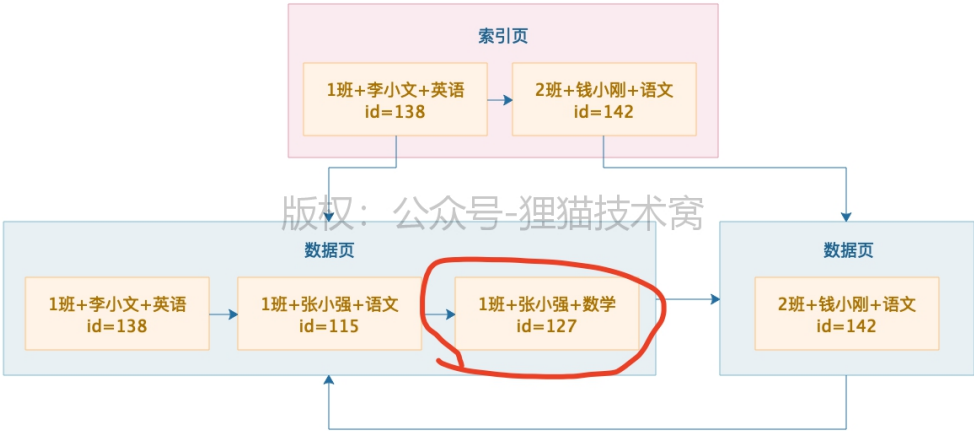 索引页
1班+李小文+英语
id=138
2班+钱小刚+语文
id=142
版权：公众号-狸猫技术窝
数据页
1班+李小文+英语
id=138
1班+张小强+语文
id=115
1班+张小强+数学
id=127
数据页
2班+钱小刚+语文
id=142